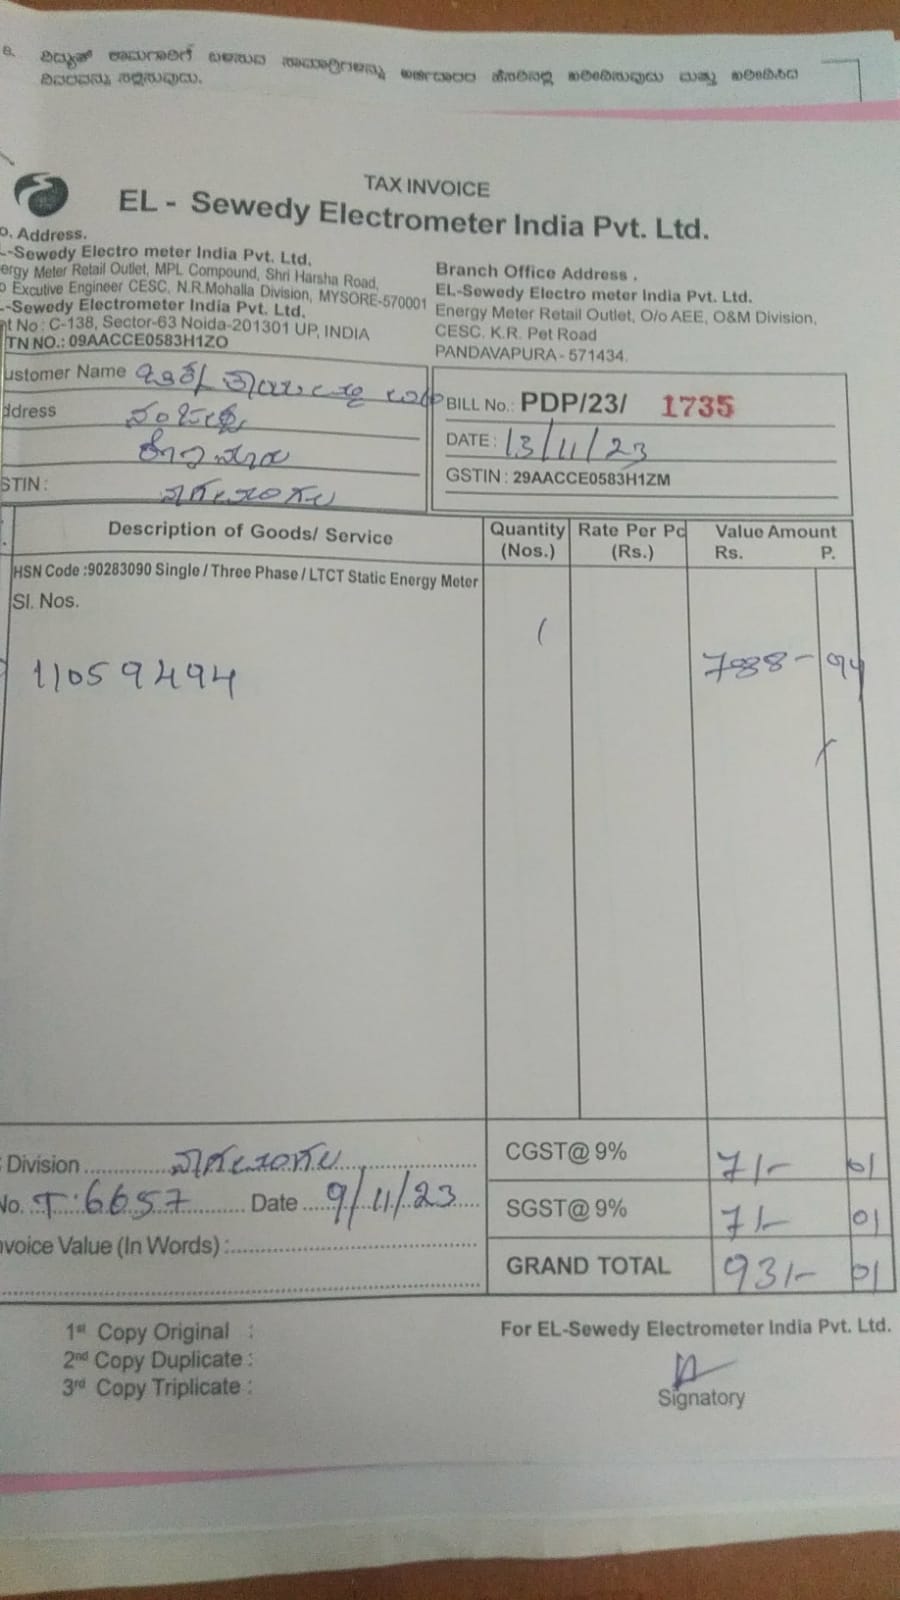 TAX INVOICE
EL - Sewedy Electrometer India Pvt. Ltd.
o. Address.
-Sewedy Electro meter India Pvt. Ltd.
ergy Meter Retail Outlet, MPL Compound, Shri Harsha Road,
o Excutive Engineer CESC, N.R.Mohalla Division, MYSORE-570001
-Sewedy Electrometer India Pvt. Ltd.
t No : C-138, Sector-63 Noida-201301 UP, INDIA
TN NO.: 09AACCE0583H1ZO
Branch Office Address .
EL-Sewedy Electro meter India Pvt. Ltd.
Energy Meter Retail Outlet, O/o AEE, O&M Division,
CESC. K.R. Pet Road
PANDAVAPURA - 571434.
ustomer Name
ddress
STIN :
BILL No.: PDP/23/ 1735
DATE : 13/11/23
GSTIN : 29AACCE0583H1ZM
Description of Goods/ Service Quantity (Nos.) Rate Per Pc (Rs.) Value Amount Rs. P.
HSN Code :90283090 Single / Three Phase / LTCT Static Energy Meter
Sl. Nos.
11059494 1 788-94
Division
CGST@ 9% 71- 01
No. T.6657 Date 9/11/23
SGST@ 9% 71- 01
nvoice Value (In Words) :
GRAND TOTAL 931- 01
1st Copy Original :
2nd Copy Duplicate :
3rd Copy Triplicate :
For EL-Sewedy Electrometer India Pvt. Ltd.
Signatory